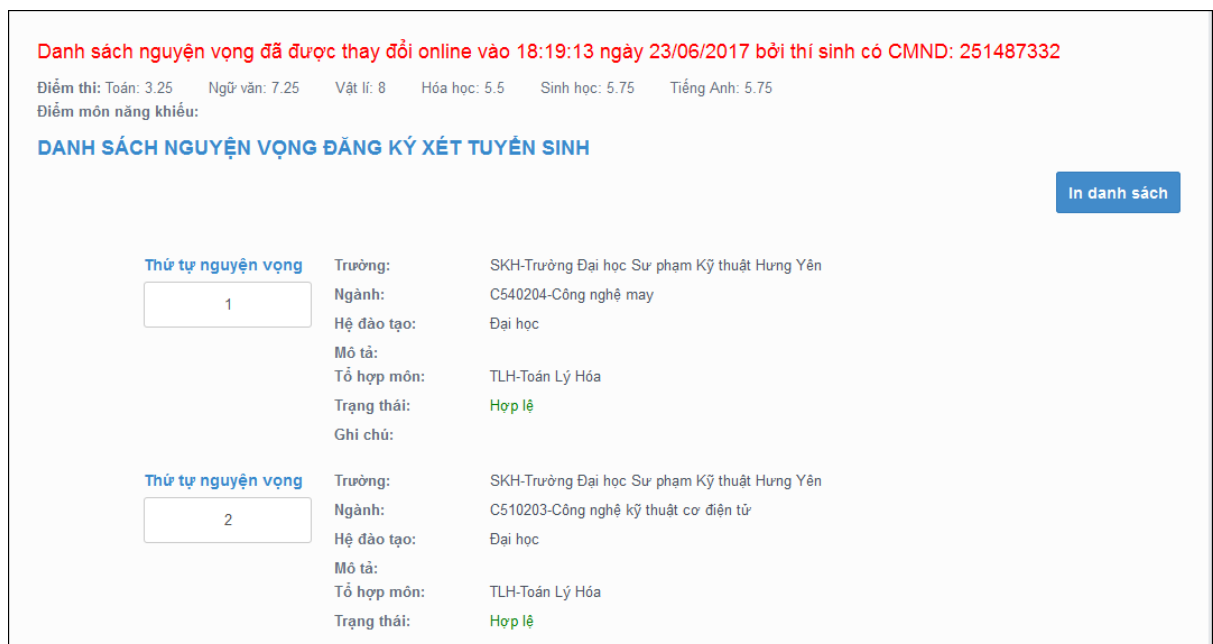 Danh sách nguyện vọng đã được thay đổi online vào 18:19:13 ngày 23/06/2017 bởi thí sinh có CMND: 251487332
Điểm thi: Toán: 3.25 Ngữ văn: 7.25 Vật lí: 8 Hóa học: 5.5 Sinh học: 5.75 Tiếng Anh: 5.75
Điểm môn năng khiếu:
DANH SÁCH NGUYỆN VỌNG ĐĂNG KÝ XÉT TUYỂN SINH
In danh sách
Thứ tự nguyện vọng Trường: SKH-Trường Đại học Sư phạm Kỹ thuật Hưng Yên
1 Ngành: C540204-Công nghệ may
Hệ đào tạo: Đại học
Mô tả:
Tổ hợp môn: TLH-Toán Lý Hóa
Trạng thái: Hợp lệ
Ghi chú:
Thứ tự nguyện vọng Trường: SKH-Trường Đại học Sư phạm Kỹ thuật Hưng Yên
2 Ngành: C510203-Công nghệ kỹ thuật cơ điện tử
Hệ đào tạo: Đại học
Mô tả:
Tổ hợp môn: TLH-Toán Lý Hóa
Trạng thái: Hợp lệ